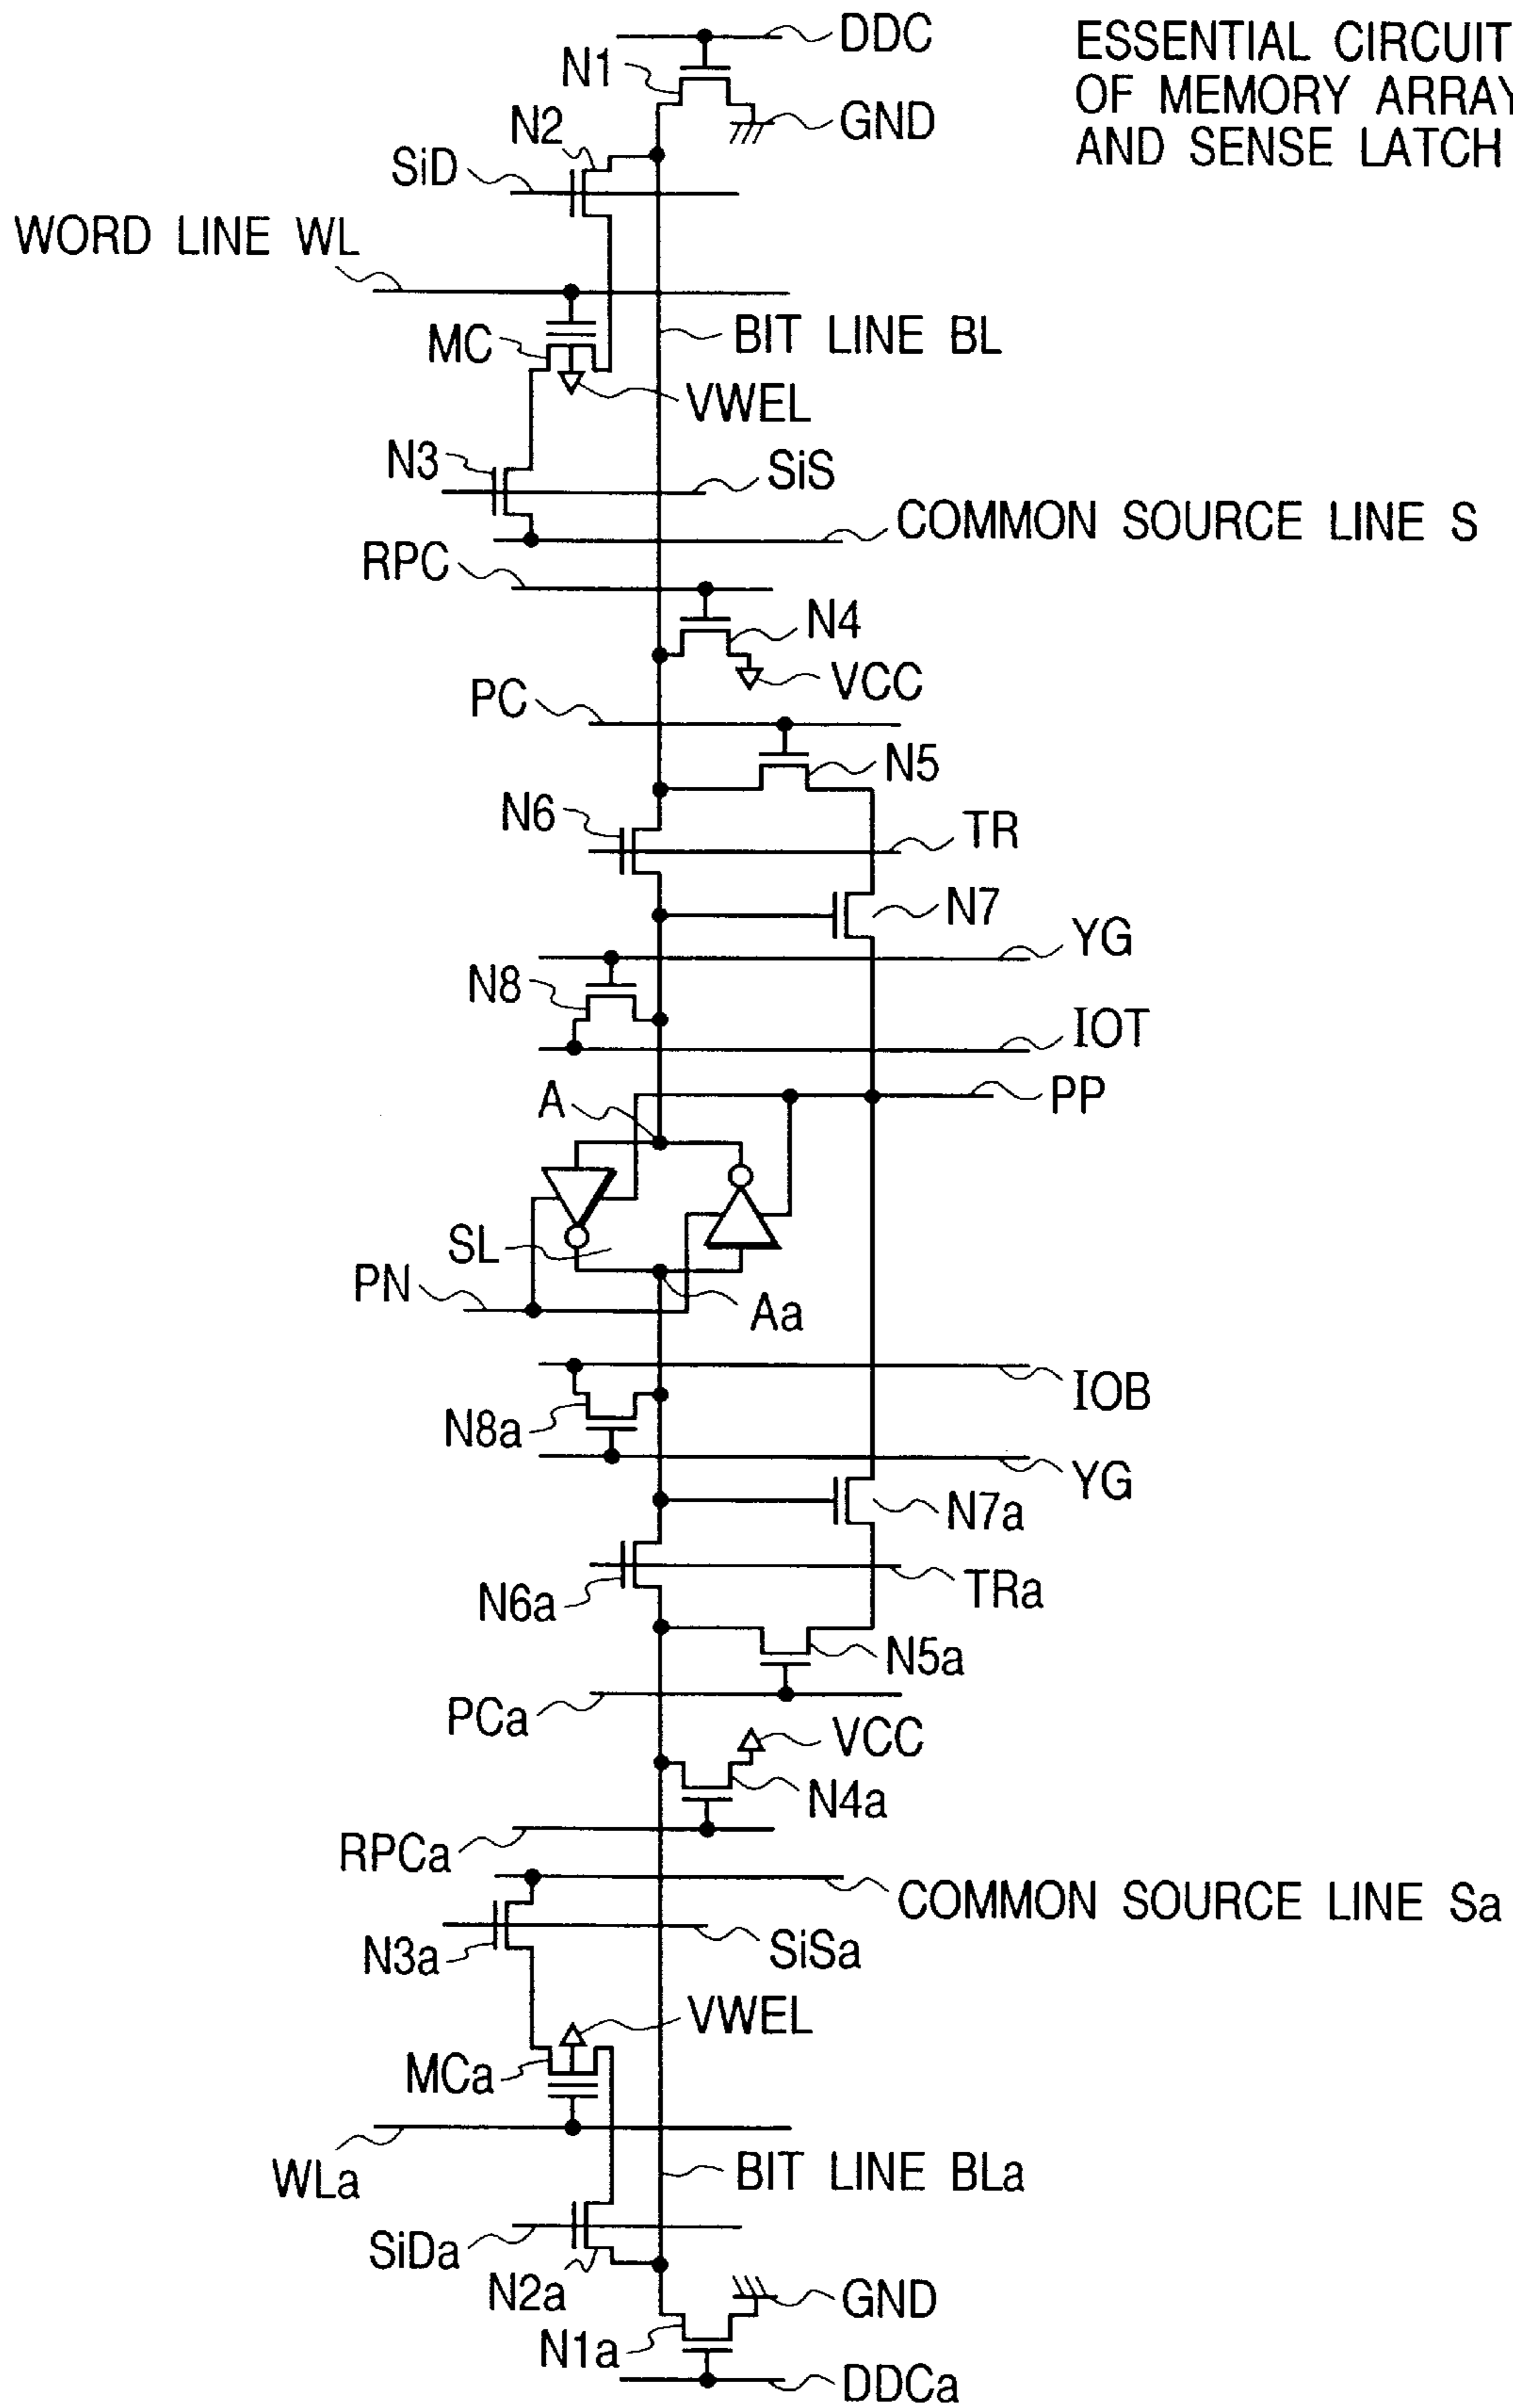 DDC
ESSENTIAL CIRCUIT
OF MEMORY ARRAY
AND SENSE LATCH
N1
GND
N2
SiD
WORD LINE WL
MC
BIT LINE BL
VWEL
N3
SiS
COMMON SOURCE LINE S
RPC
N4
VCC
PC
N5
N6
TR
N7
YG
N8
IOT
A
PP
SL
PN
Aa
IOB
N8a
YG
N7a
N6a
TRa
N5a
PCa
VCC
N4a
RPCa
COMMON SOURCE LINE Sa
N3a
SiSa
VWEL
MCa
WLa
BIT LINE BLa
SiDa
N2a
GND
N1a
DDCa